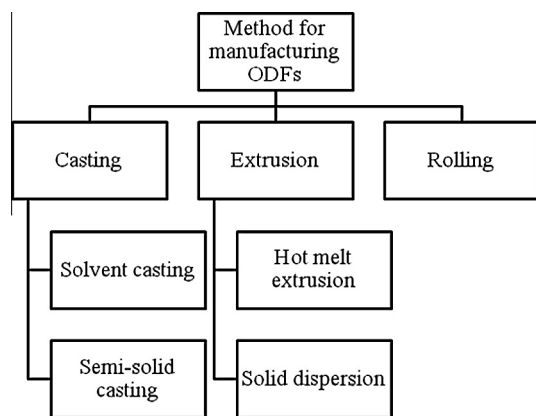 Method for
manufacturing
ODFs
Casting
Extrusion
Rolling
Solvent casting
Hot melt
extrusion
Semi-solid
casting
Solid dispersion